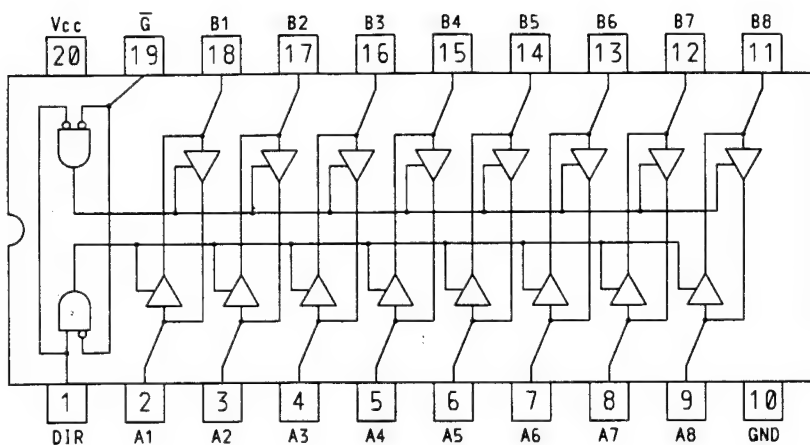 Vcc G̅ B1 B2 B3 B4 B5 B6 B7 B8
20 19 18 17 16 15 14 13 12 11
1 2 3 4 5 6 7 8 9 10
DIR A1 A2 A3 A4 A5 A6 A7 A8 GND